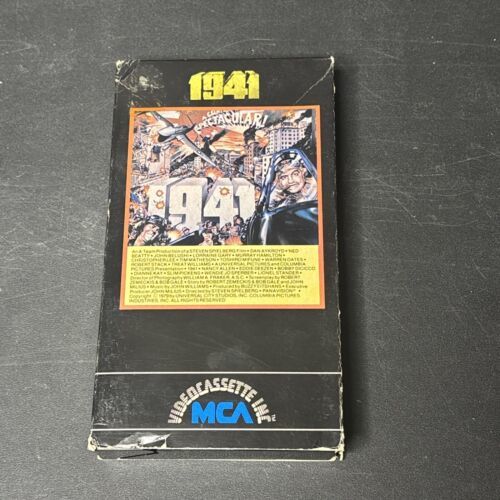 1941
A COMEDY
SPECTACULAR!
1941
An A-Team Production of a STEVEN SPIELBERG Film • DAN AYKROYD • NED
BEATTY • JOHN BELUSHI • LORRAINE GARY • MURRAY HAMILTON •
CHRISTOPHER LEE • TIM MATHESON • TOSHIRO MIFUNE • WARREN OATES •
ROBERT STACK • TREAT WILLIAMS • A UNIVERSAL PICTURES and COLUMBIA
PICTURES Presentation • 1941 • NANCY ALLEN • EDDIE DEEZEN • BOBBY DiCICCO
• DIANNE KAY • SLIM PICKENS • WENDIE JO SPERBER • LIONEL STANDER •
Director of Photography WILLIAM A. FRAKER, A.S.C. • Screenplay by ROBERT
ZEMECKIS & BOB GALE • Story by ROBERT ZEMECKIS & BOB GALE and JOHN
MILIUS • Music by JOHN WILLIAMS • Produced by BUZZ FEITSHANS • Executive
Producer JOHN MILIUS • Directed by STEVEN SPIELBERG • PANAVISION®
Copyright © 1979 by UNIVERSAL CITY STUDIOS, INC. COLUMBIA PICTURES
INDUSTRIES, INC. ALL RIGHTS RESERVED
MCA
VIDEOCASSETTE INC.